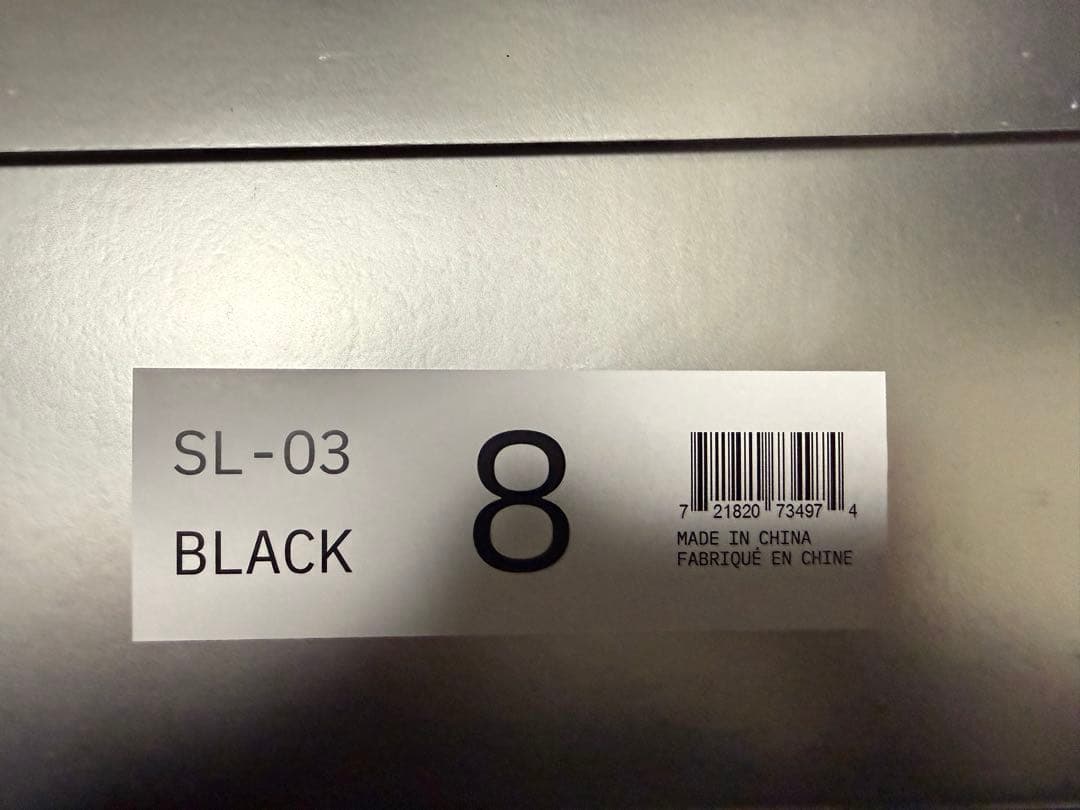 SL-03
BLACK
8
7 21820 73497 4
MADE IN CHINA
FABRIQUÉ EN CHINE